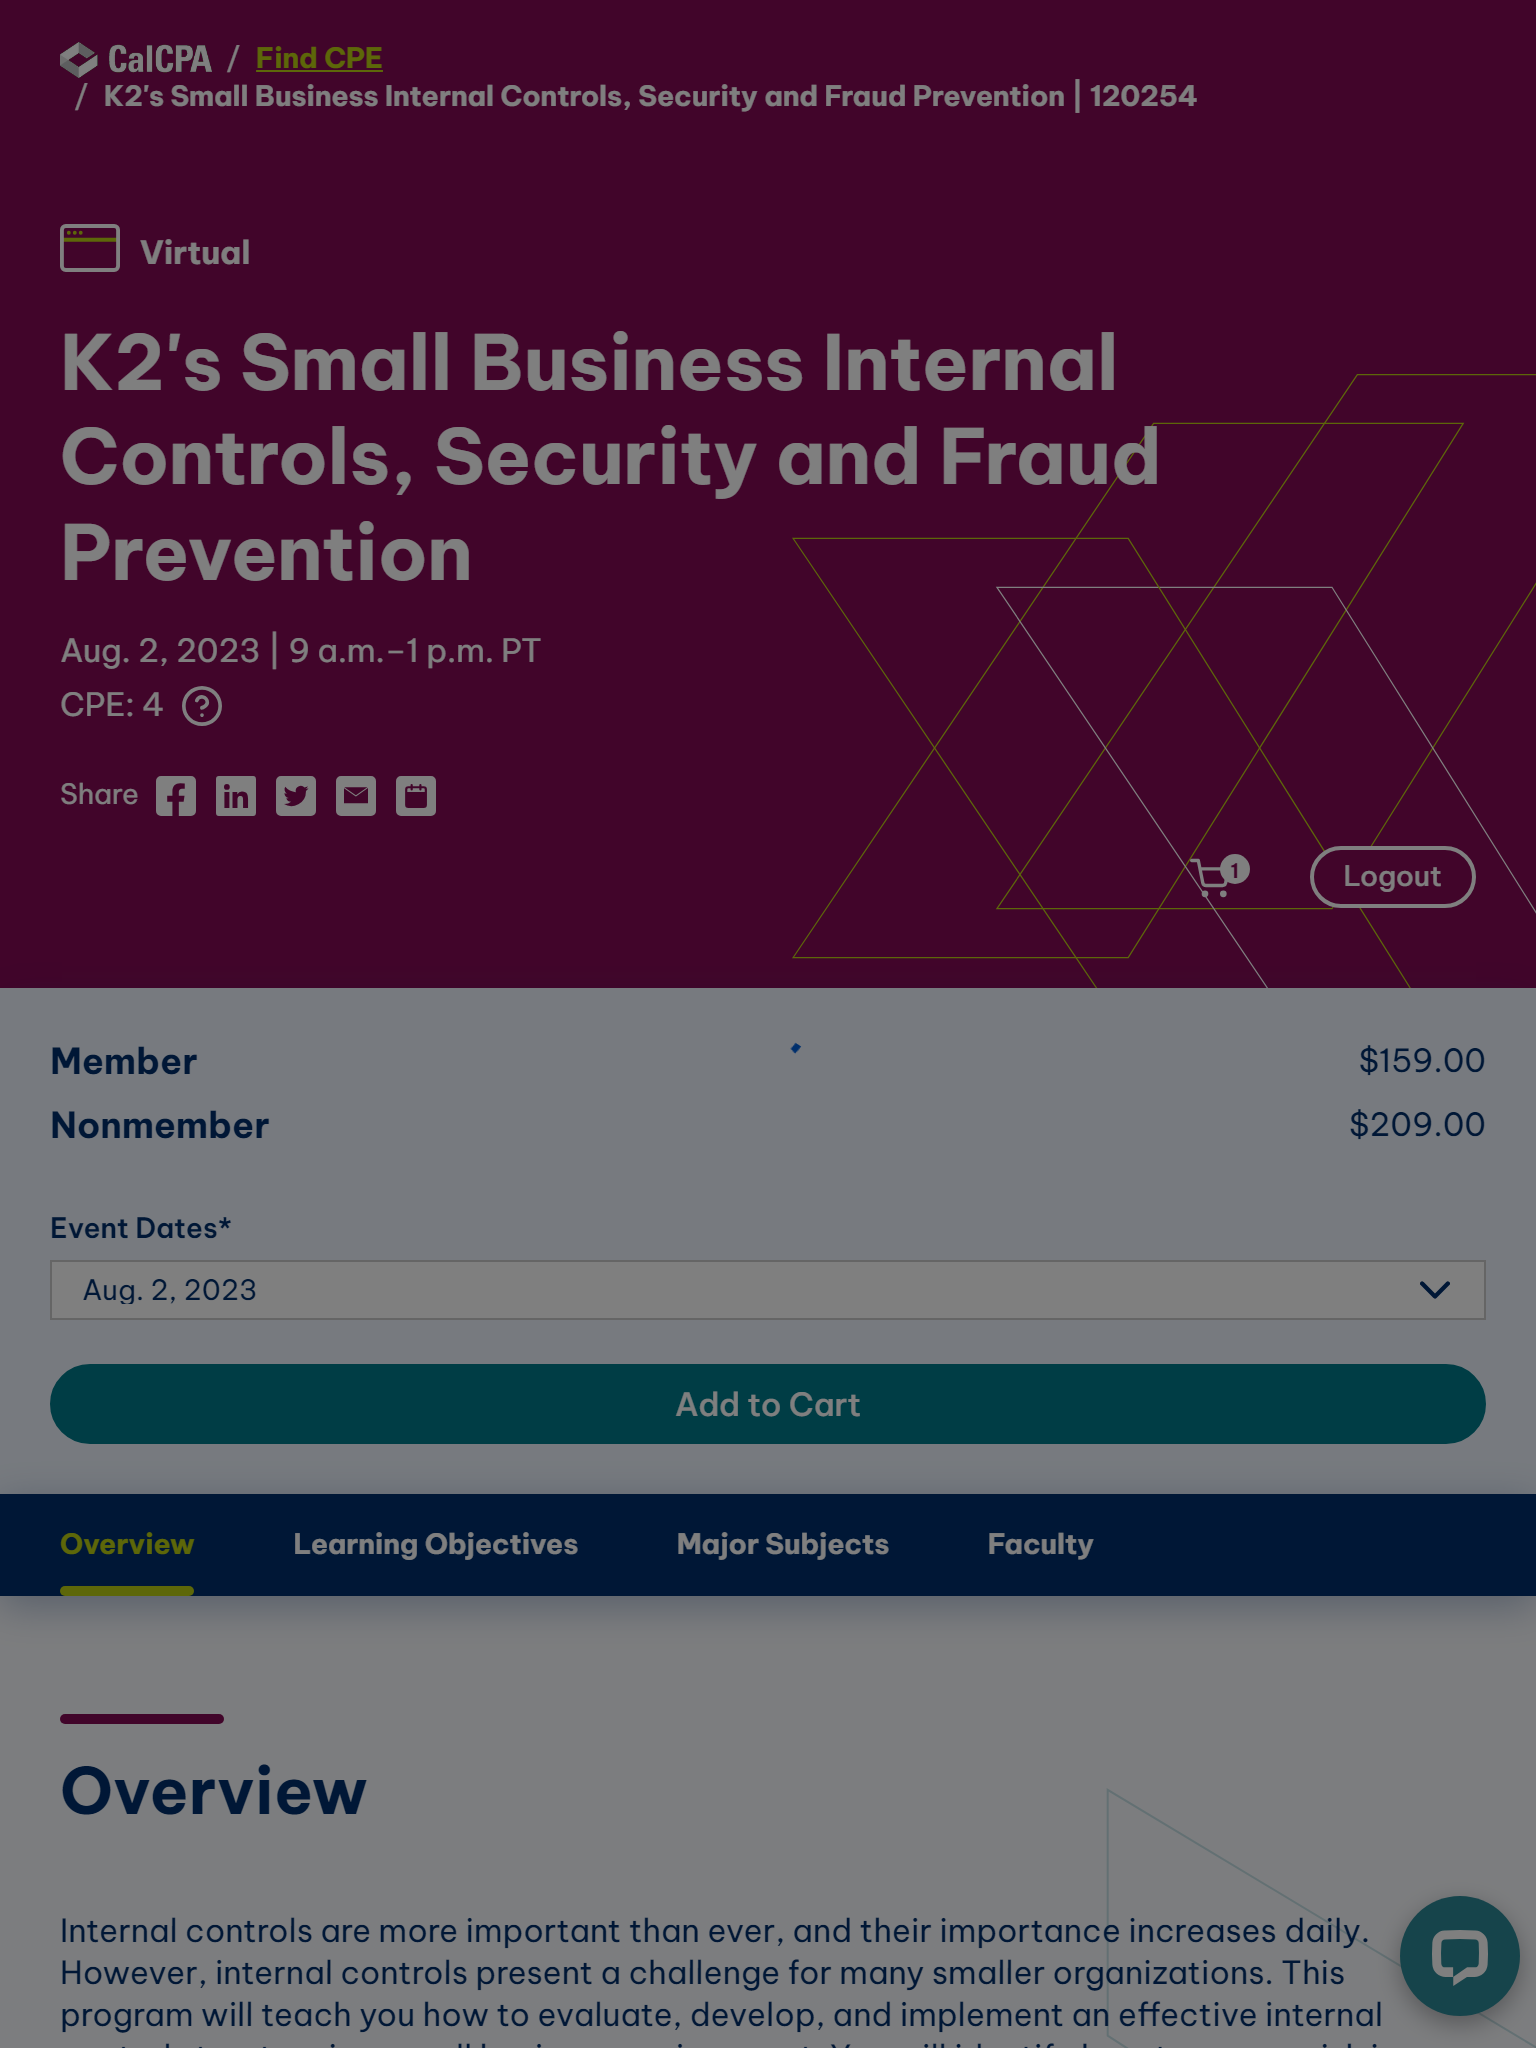 CalCPA / Find CPE
/ K2's Small Business Internal Controls, Security and Fraud Prevention | 120254
Virtual
K2's Small Business Internal
Controls, Security and Fraud
Prevention
Aug. 2, 2023 | 9 a.m.–1 p.m. PT
CPE: 4 ?
Share
1 Logout
Member $159.00
Nonmember $209.00
Event Dates*
Aug. 2, 2023
Add to Cart
Overview Learning Objectives Major Subjects Faculty
Overview
Internal controls are more important than ever, and their importance increases daily.
However, internal controls present a challenge for many smaller organizations. This
program will teach you how to evaluate, develop, and implement an effective internal